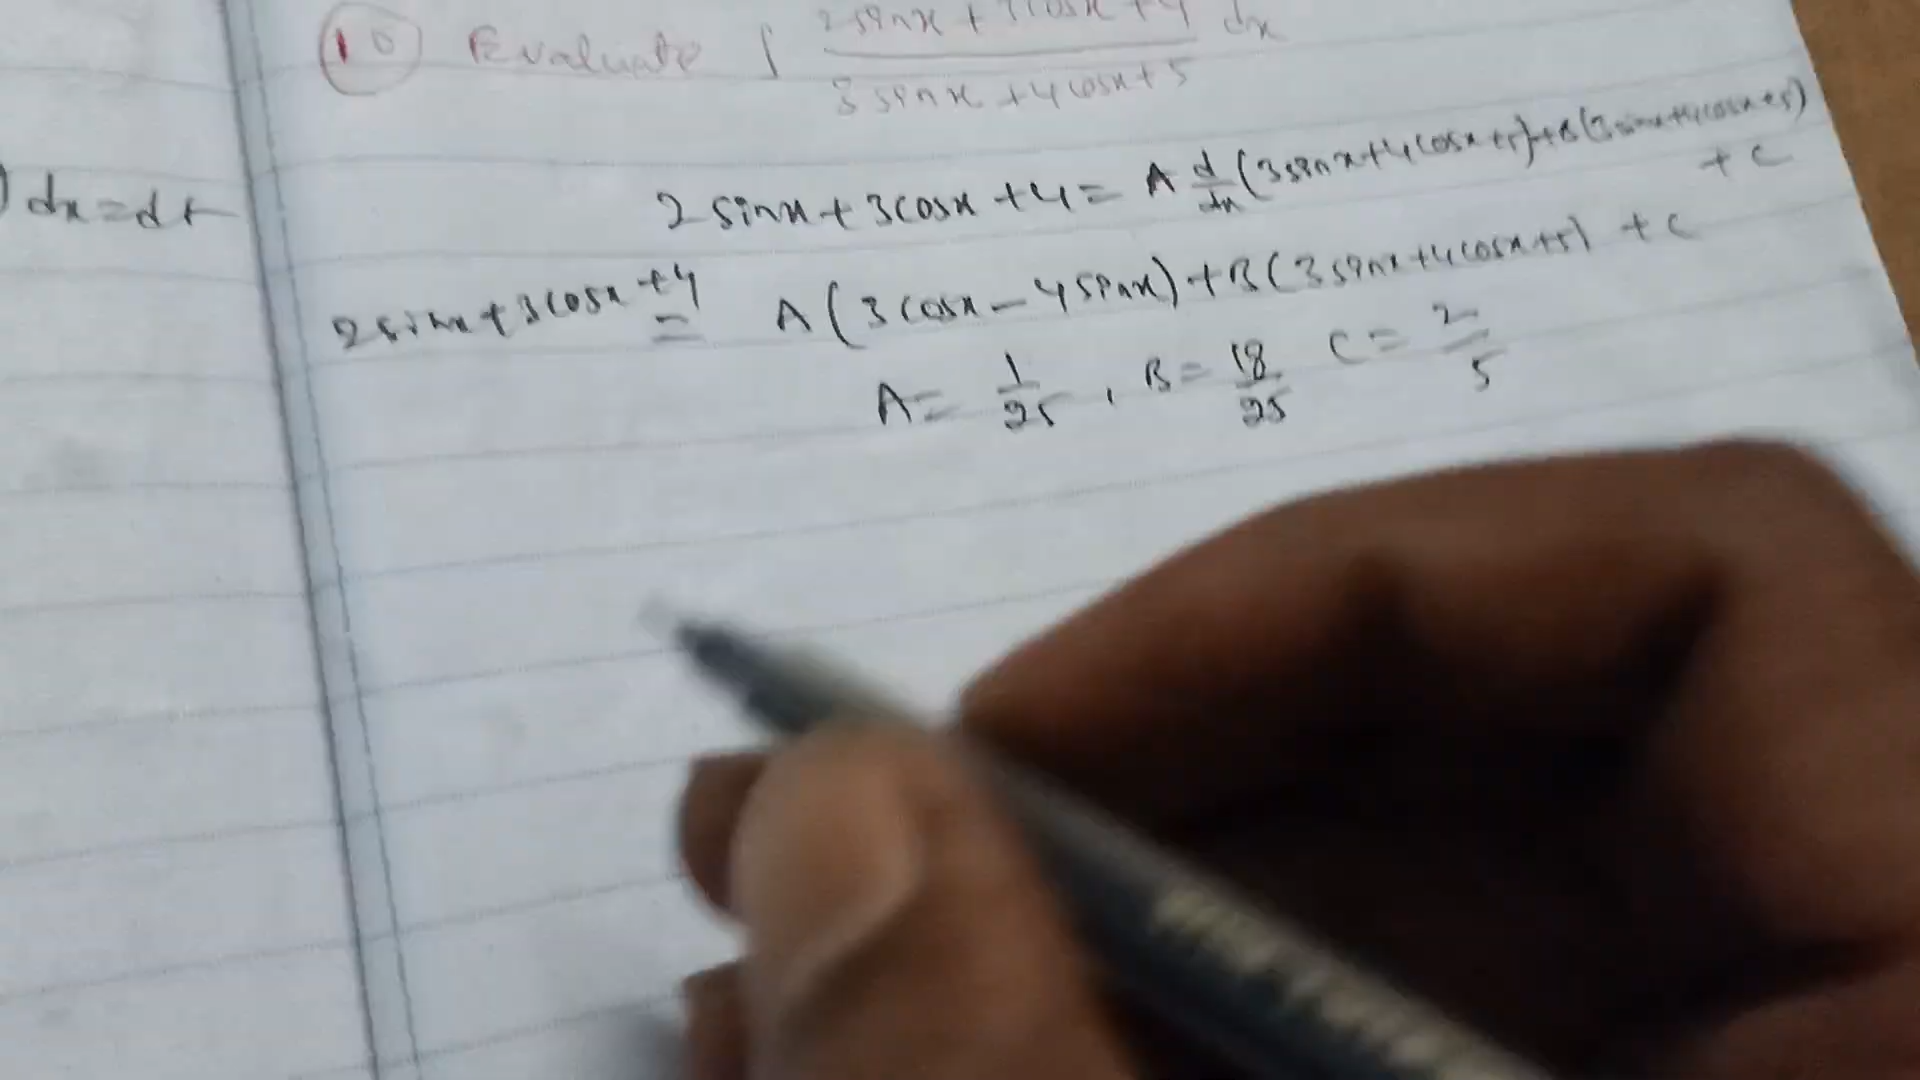 ) dx = dt
10 Evaluate ∫ 2 sin x + 3 cos x + 4 / 3 sin x + 4 cos x + 5 dx
2 sin x + 3 cos x + 4 = A d/dx (3 sin x + 4 cos x + 5) + B (3 sin x + 4 cos x + 5)
+ C
2 sin x + 3 cos x + 4 = A (3 cos x - 4 sin x) + B (3 sin x + 4 cos x + 5) + C
A = 1/25 , B = 18/25 C = 2/5